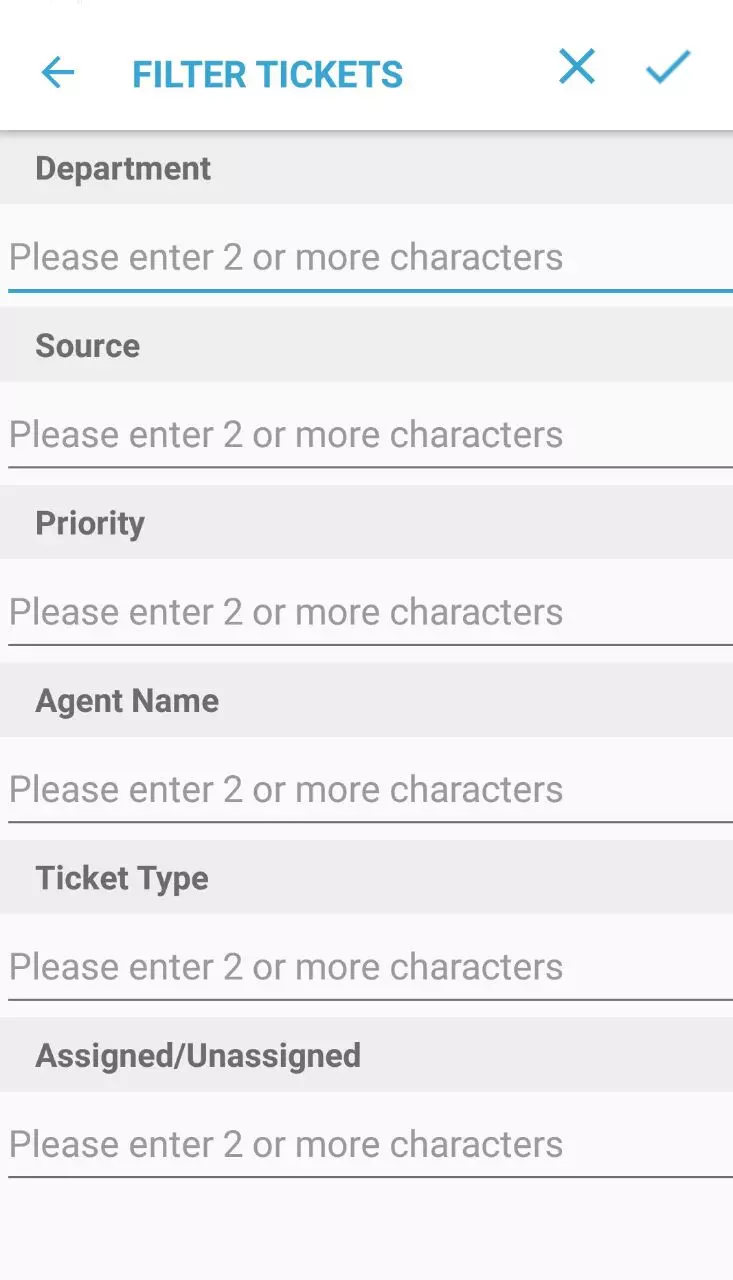 FILTER TICKETS
Department
Please enter 2 or more characters
Source
Please enter 2 or more characters
Priority
Please enter 2 or more characters
Agent Name
Please enter 2 or more characters
Ticket Type
Please enter 2 or more characters
Assigned/Unassigned
Please enter 2 or more characters